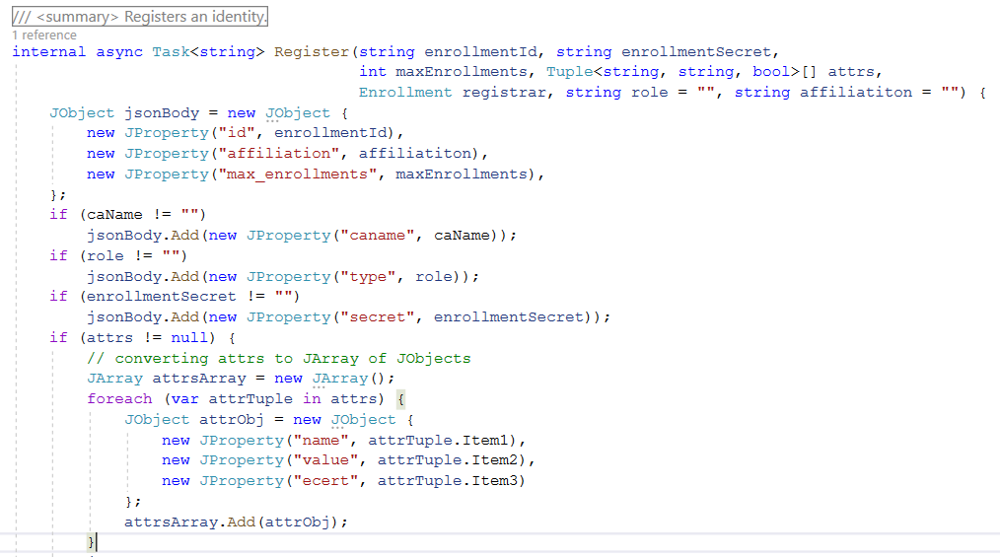 /// <summary> Registers an identity.
1 reference
internal async Task<string> Register(string enrollmentId, string enrollmentSecret,
int maxEnrollments, Tuple<string, string, bool>[] attrs,
Enrollment registrar, string role = "", string affiliatiton = "") {
JObject jsonBody = new JObject {
new JProperty("id", enrollmentId),
new JProperty("affiliation", affiliatiton),
new JProperty("max_enrollments", maxEnrollments),
};
if (caName != "")
jsonBody.Add(new JProperty("caname", caName));
if (role != "")
jsonBody.Add(new JProperty("type", role));
if (enrollmentSecret != "")
jsonBody.Add(new JProperty("secret", enrollmentSecret));
if (attrs != null) {
// converting attrs to JArray of JObjects
JArray attrsArray = new JArray();
foreach (var attrTuple in attrs) {
JObject attrObj = new JObject {
new JProperty("name", attrTuple.Item1),
new JProperty("value", attrTuple.Item2),
new JProperty("ecert", attrTuple.Item3)
};
attrsArray.Add(attrObj);
}